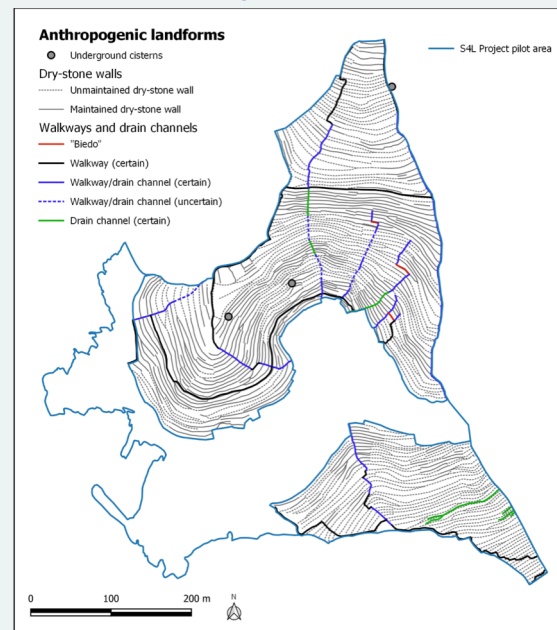 Anthropogenic landforms
Underground cisterns
Dry-stone walls
Unmaintained dry-stone wall
Maintained dry-stone wall
Walkways and drain channels
"Biedo"
Walkway (certain)
Walkway/drain channel (certain)
Walkway/drain channel (uncertain)
Drain channel (certain)
S4L Project pilot area
0 100 200 m
N